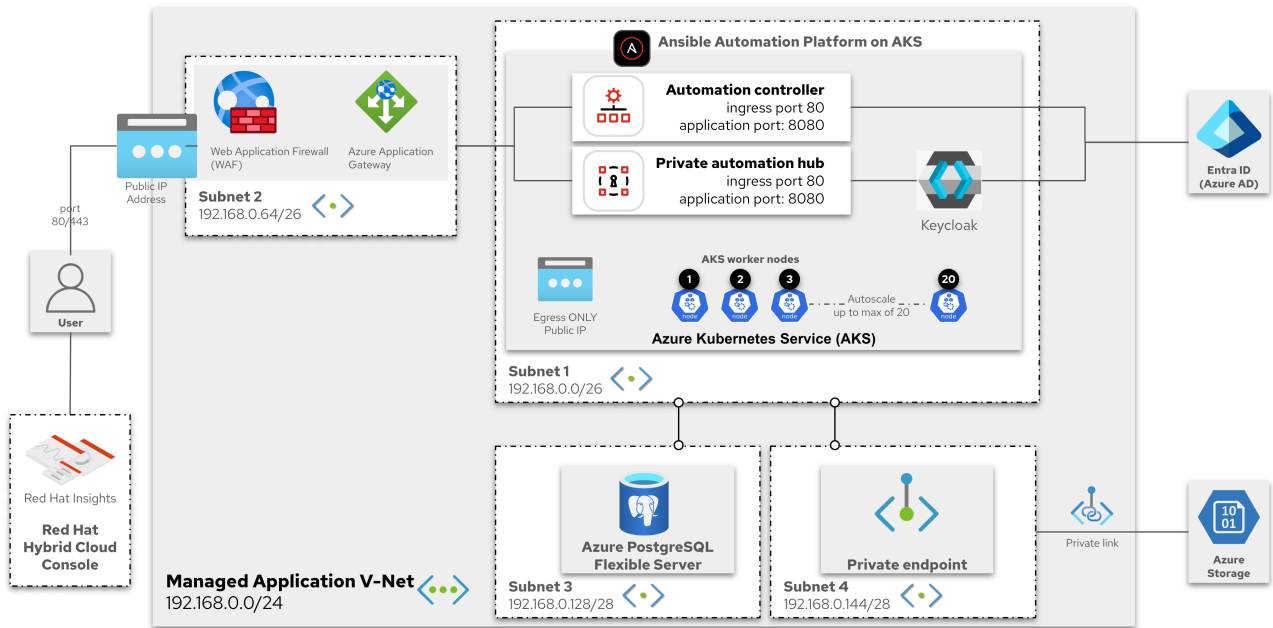 Ansible Automation Platform on AKS
Automation controller
ingress port 80
application port: 8080
Private automation hub
ingress port 80
application port: 8080
Keycloak
Web Application Firewall
(WAF)
Azure Application
Gateway
Subnet 2
192.168.0.64/26
Public IP
Address
port
80/443
User
Red Hat Insights
Red Hat
Hybrid Cloud
Console
Entra ID
(Azure AD)
Egress ONLY
Public IP
AKS worker nodes
1
2
3
20
node
node
node
node
Autoscale
up to max of 20
Azure Kubernetes Service (AKS)
Subnet 1
192.168.0.0/26
Azure PostgreSQL
Flexible Server
Subnet 3
192.168.0.128/28
Private endpoint
Subnet 4
192.168.0.144/28
Private link
10
01
Azure
Storage
Managed Application V-Net
192.168.0.0/24